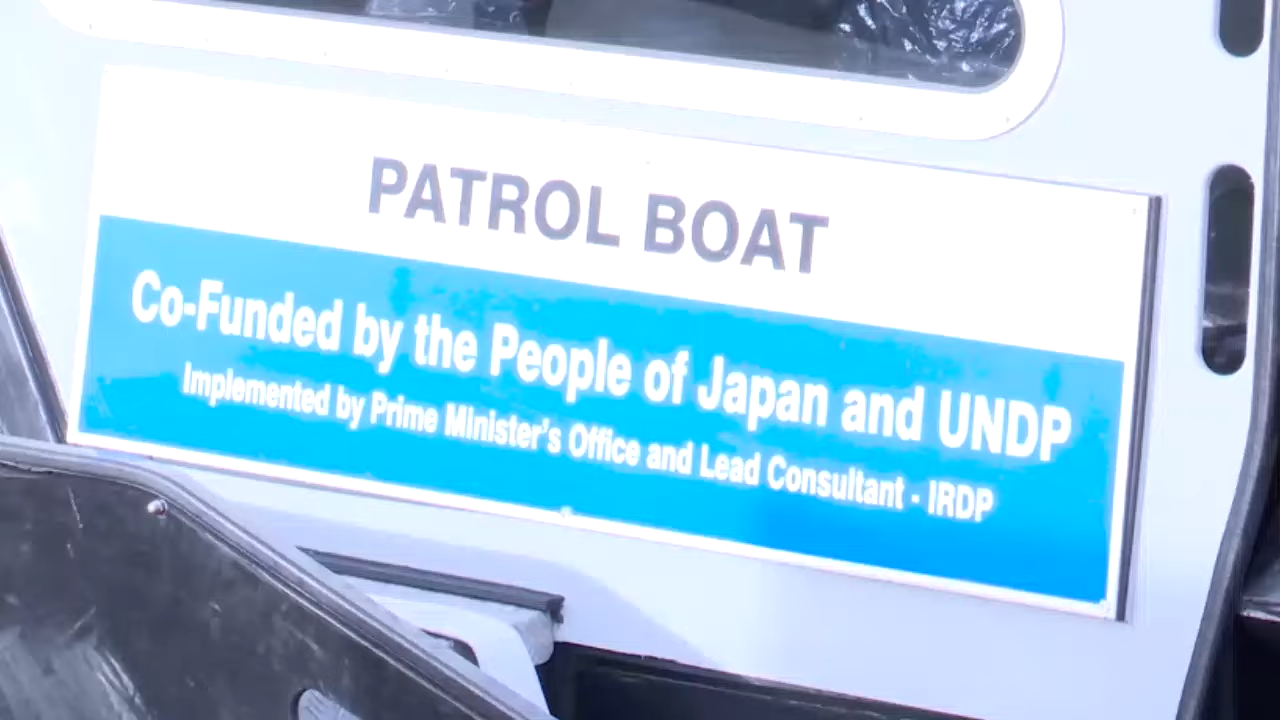 PATROL BOAT
Co-Funded by the People of Japan and UNDP
Implemented by Prime Minister's Office and Lead Consultant - IRDP